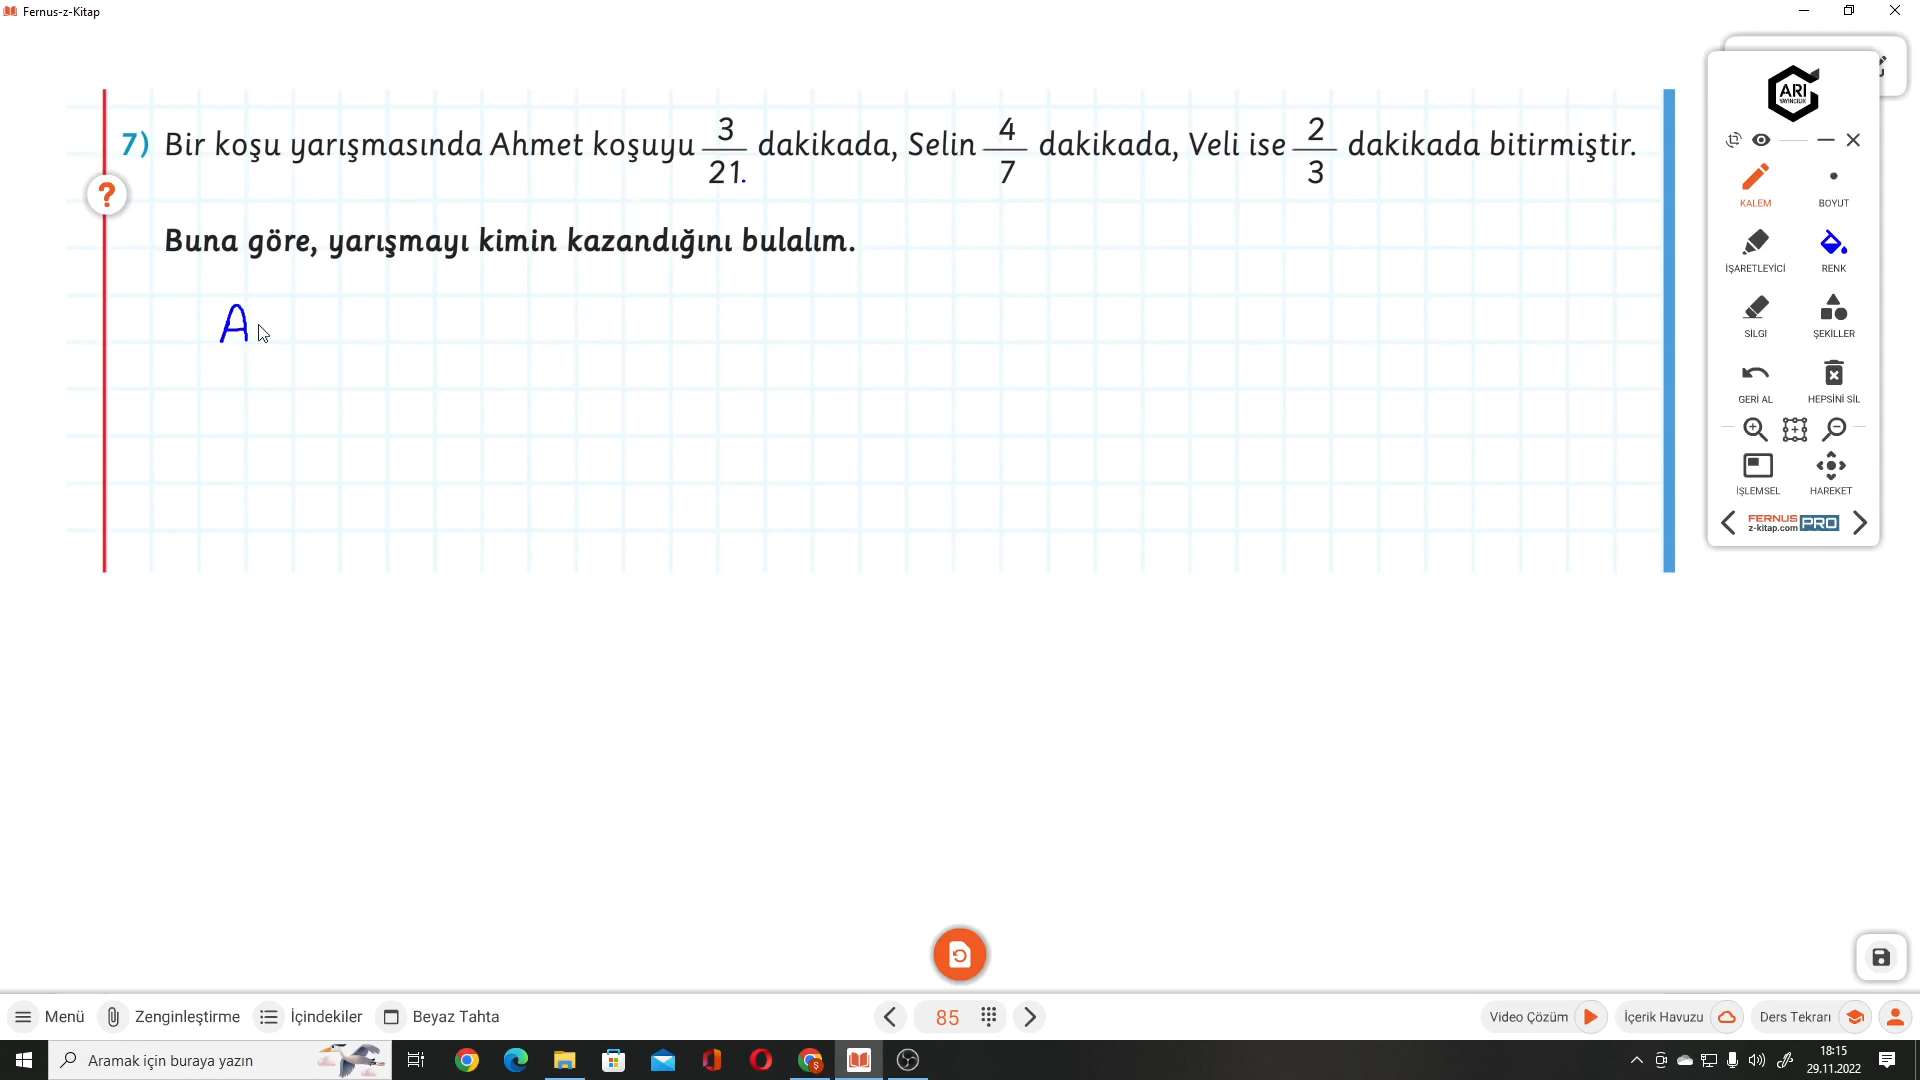 Fernus-z-Kitap
7) Bir koşu yarışmasında Ahmet koşuyu 3/21 dakikada, Selin 4/7 dakikada, Veli ise 2/3 dakikada bitirmiştir.
?
Buna göre, yarışmayı kimin kazandığını bulalım.
A
ARI
YAYINCILIK
KALEM
BOYUT
İŞARETLEYİCİ
RENK
SİLGİ
ŞEKİLLER
GERİ AL
HEPSİNİ SİL
İŞLEMSEL
HAREKET
FERNUS PRO
z-kitap.com
Menü
Zenginleştirme
İçindekiler
Beyaz Tahta
85
Video Çözüm
İçerik Havuzu
Ders Tekrarı
Aramak için buraya yazın
18:15
29.11.2022